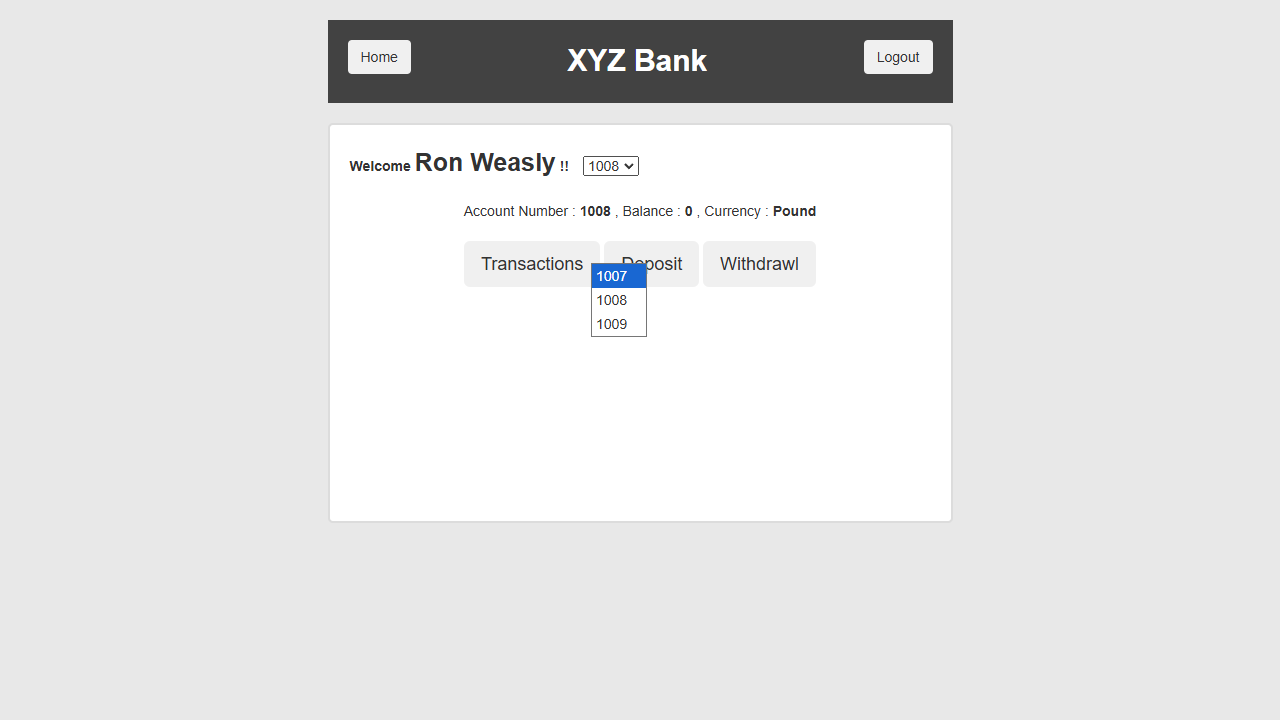 Home XYZ Bank Logout
Welcome Ron Weasly !! 1008
Account Number : 1008 , Balance : 0 , Currency : Pound
Transactions Deposit Withdrawl
1007
1008
1009